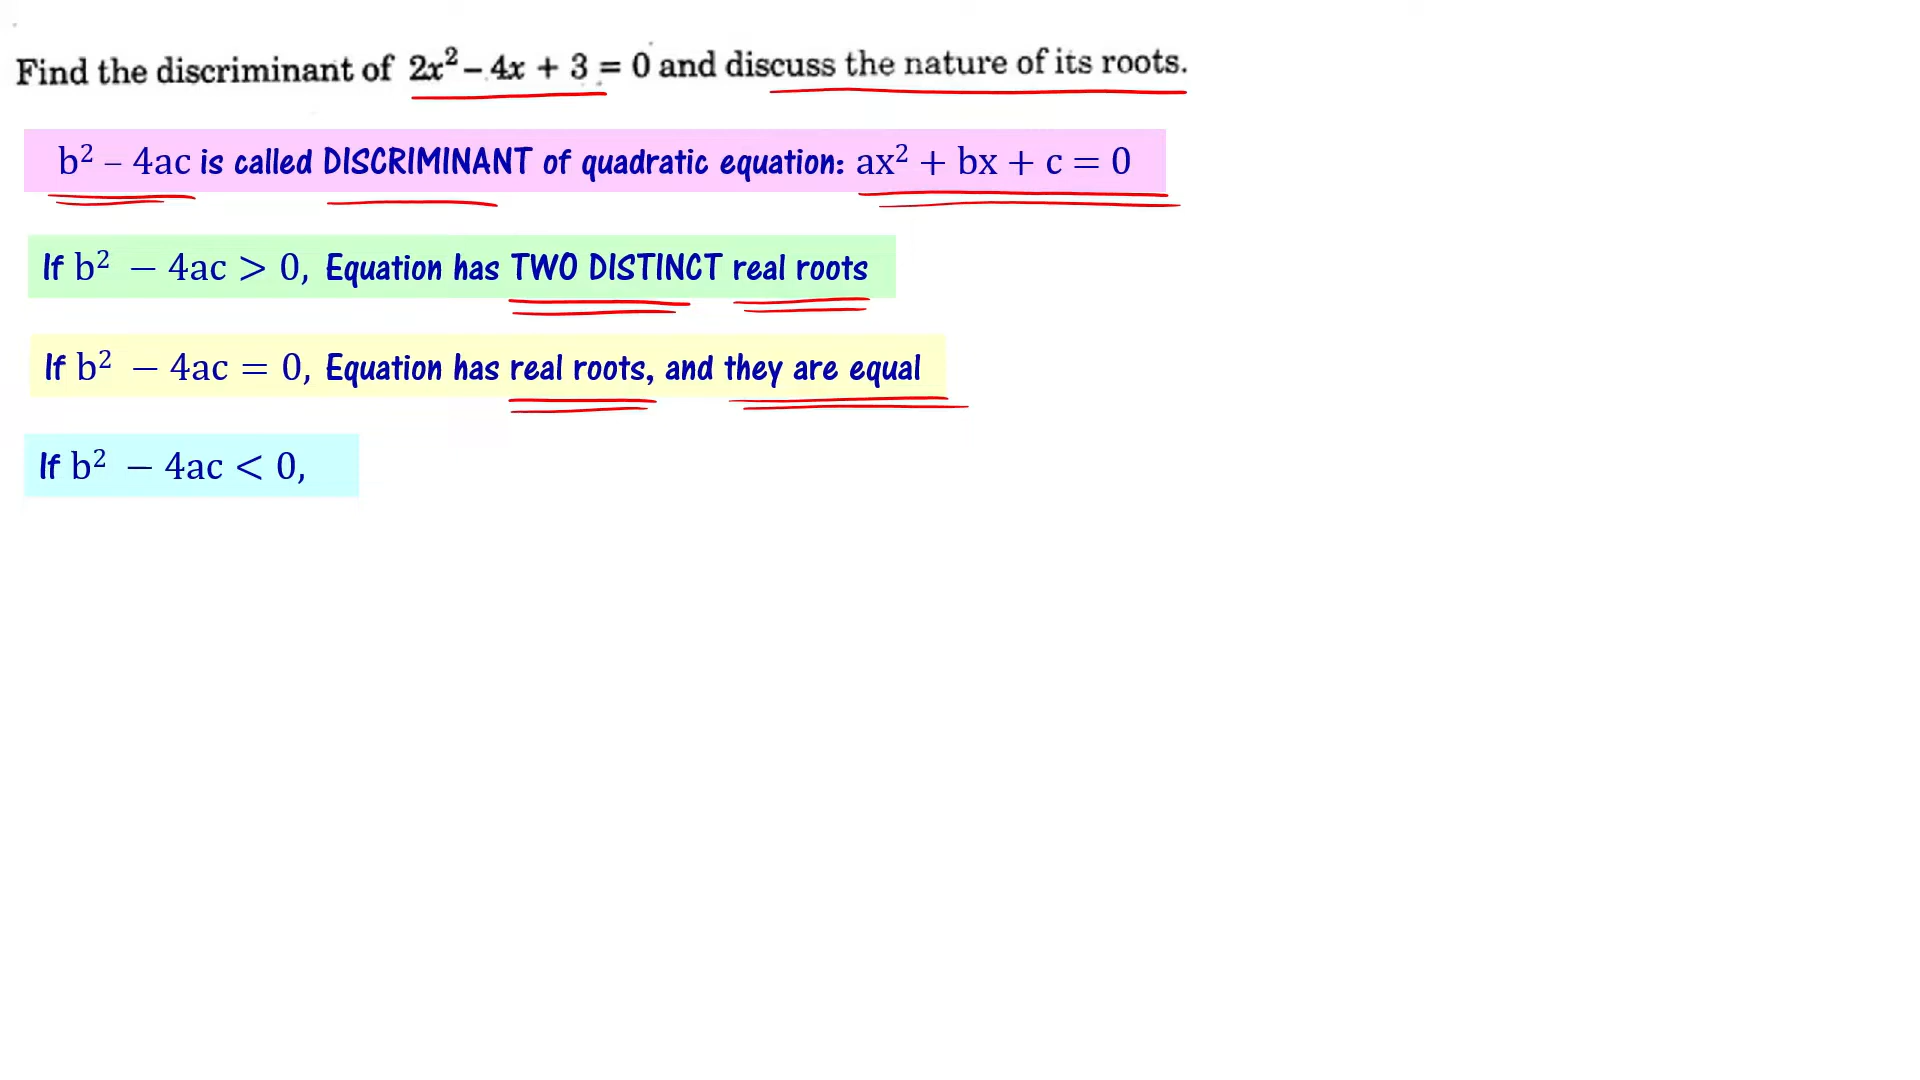 Find the discriminant of 2x² – 4x + 3 = 0 and discuss the nature of its roots.
b² – 4ac is called DISCRIMINANT of quadratic equation: ax² + bx + c = 0
If b² − 4ac > 0, Equation has TWO DISTINCT real roots
If b² − 4ac = 0, Equation has real roots, and they are equal
If b² − 4ac < 0,